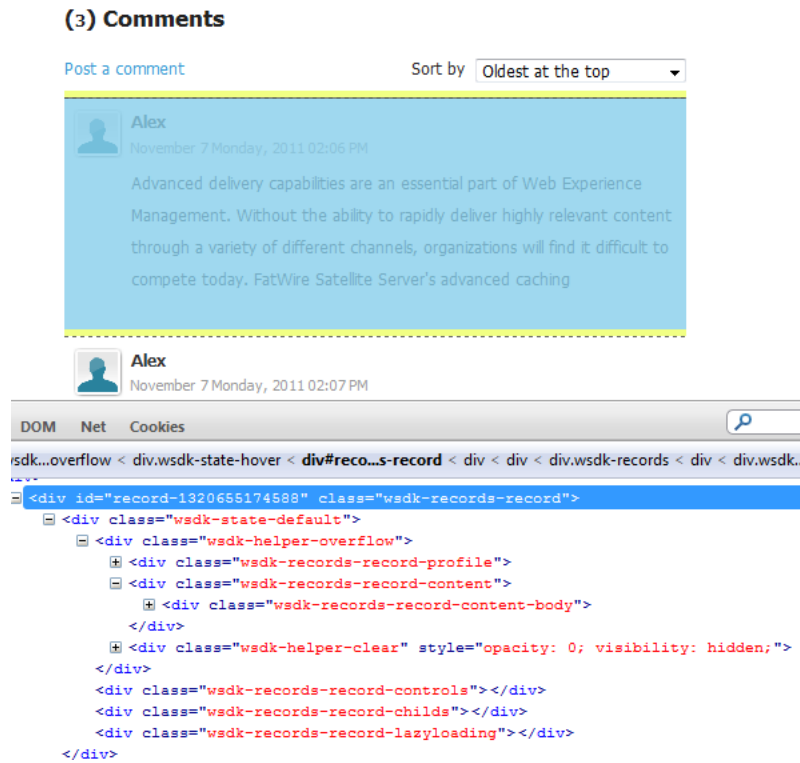 (3) Comments
Post a comment Sort by Oldest at the top
Alex
November 7 Monday, 2011 02:06 PM
Advanced delivery capabilities are an essential part of Web Experience
Management. Without the ability to rapidly deliver highly relevant content
through a variety of different channels, organizations will find it difficult to
compete today. FatWire Satellite Server's advanced caching
Alex
November 7 Monday, 2011 02:07 PM
DOM Net Cookies
/sdk...overflow < div.wsdk-state-hover < div#reco...s-record < div < div < div.wsdk-records < div < div.wsdk...
<div id="record-1320655174588" class="wsdk-records-record">
<div class="wsdk-state-default">
<div class="wsdk-helper-overflow">
<div class="wsdk-records-record-profile">
<div class="wsdk-records-record-content">
<div class="wsdk-records-record-content-body">
</div>
<div class="wsdk-helper-clear" style="opacity: 0; visibility: hidden;">
</div>
<div class="wsdk-records-record-controls"></div>
<div class="wsdk-records-record-childs"></div>
<div class="wsdk-records-record-lazyloading"></div>
</div>